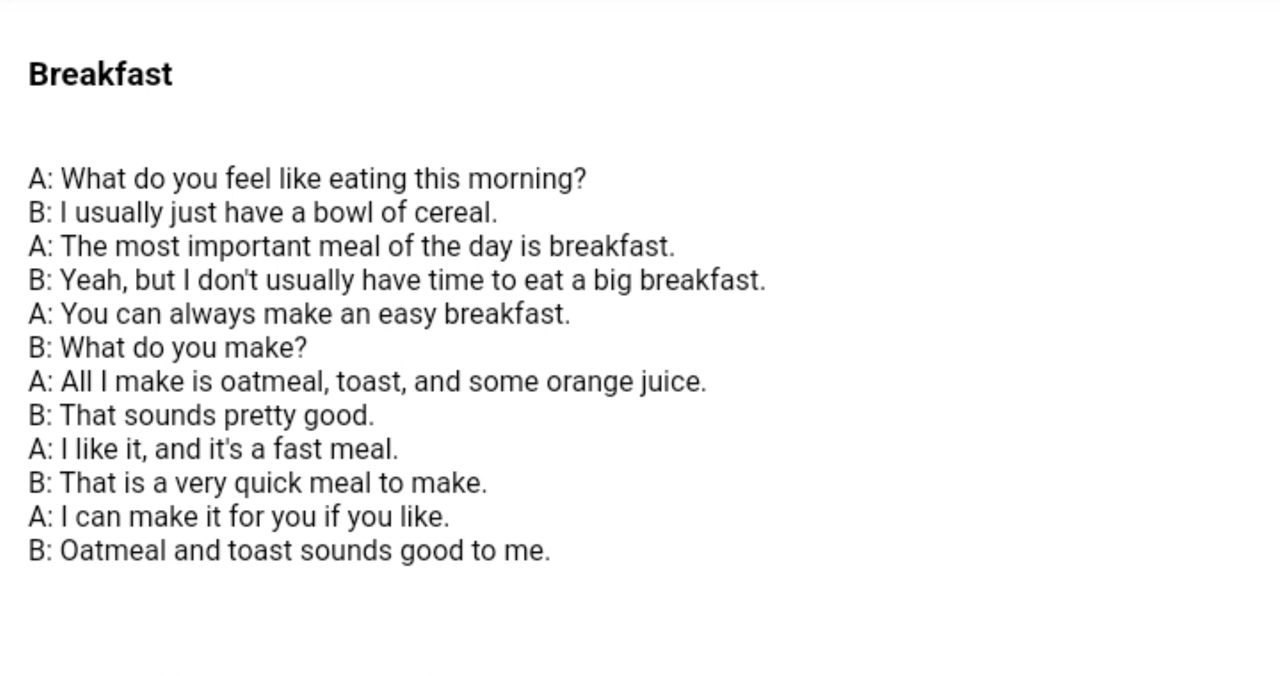 Breakfast
A: What do you feel like eating this morning?
B: I usually just have a bowl of cereal.
A: The most important meal of the day is breakfast.
B: Yeah, but I don't usually have time to eat a big breakfast.
A: You can always make an easy breakfast.
B: What do you make?
A: All I make is oatmeal, toast, and some orange juice.
B: That sounds pretty good.
A: I like it, and it's a fast meal.
B: That is a very quick meal to make.
A: I can make it for you if you like.
B: Oatmeal and toast sounds good to me.